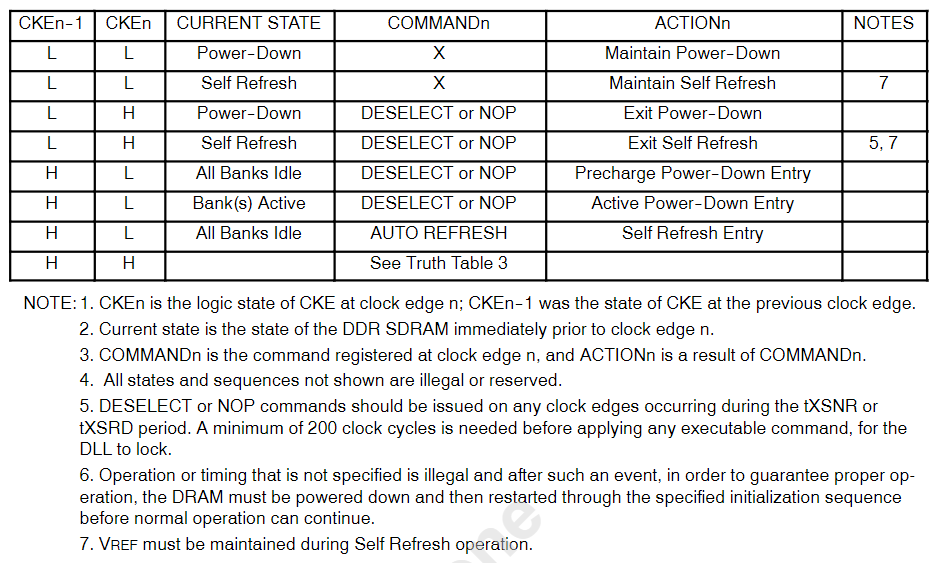 CKEn-1 CKEn CURRENT STATE COMMANDn ACTIONn NOTES
L L Power-Down X Maintain Power-Down
L L Self Refresh X Maintain Self Refresh 7
L H Power-Down DESELECT or NOP Exit Power-Down
L H Self Refresh DESELECT or NOP Exit Self Refresh 5, 7
H L All Banks Idle DESELECT or NOP Precharge Power-Down Entry
H L Bank(s) Active DESELECT or NOP Active Power-Down Entry
H L All Banks Idle AUTO REFRESH Self Refresh Entry
H H See Truth Table 3
NOTE: 1. CKEn is the logic state of CKE at clock edge n; CKEn-1 was the state of CKE at the previous clock edge.
2. Current state is the state of the DDR SDRAM immediately prior to clock edge n.
3. COMMANDn is the command registered at clock edge n, and ACTIONn is a result of COMMANDn.
4. All states and sequences not shown are illegal or reserved.
5. DESELECT or NOP commands should be issued on any clock edges occurring during the tXSNR or
tXSRD period. A minimum of 200 clock cycles is needed before applying any executable command, for the
DLL to lock.
6. Operation or timing that is not specified is illegal and after such an event, in order to guarantee proper op-
eration, the DRAM must be powered down and then restarted through the specified initialization sequence
before normal operation can continue.
7. VREF must be maintained during Self Refresh operation.